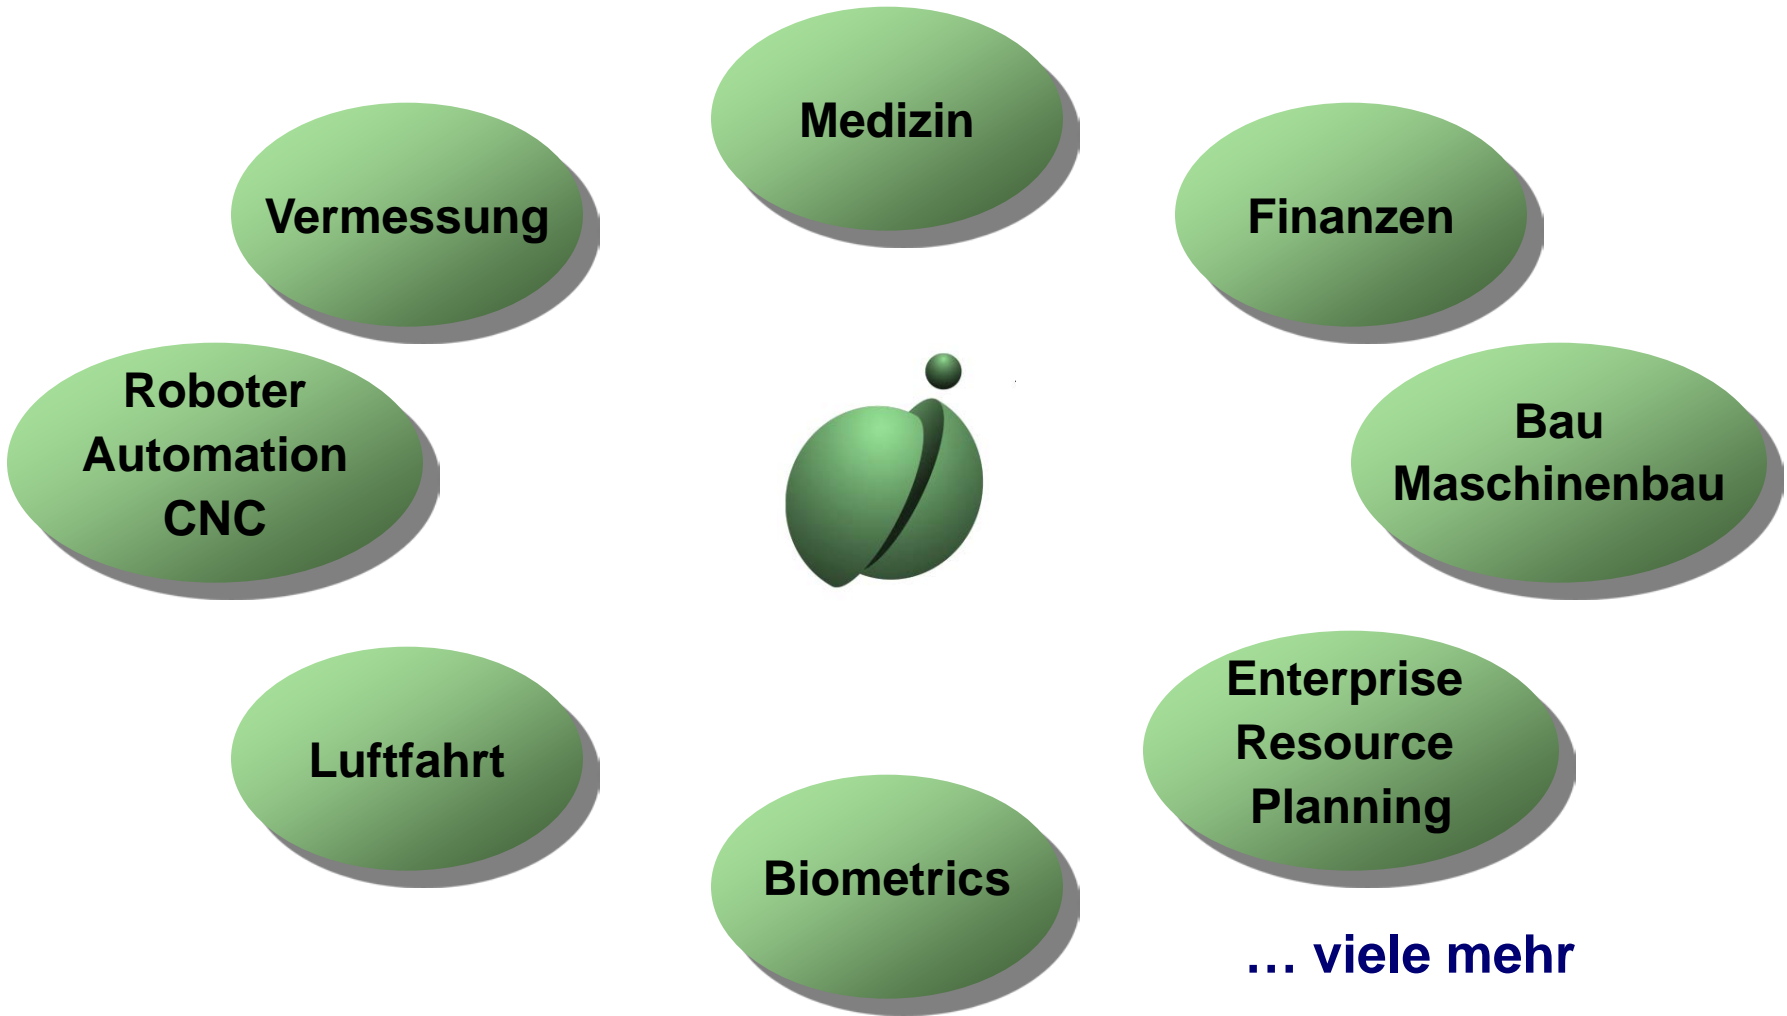 Medizin
Vermessung
Finanzen
Roboter
Automation
CNC
Bau
Maschinenbau
Luftfahrt
Enterprise
Resource
Planning
Biometrics
… viele mehr